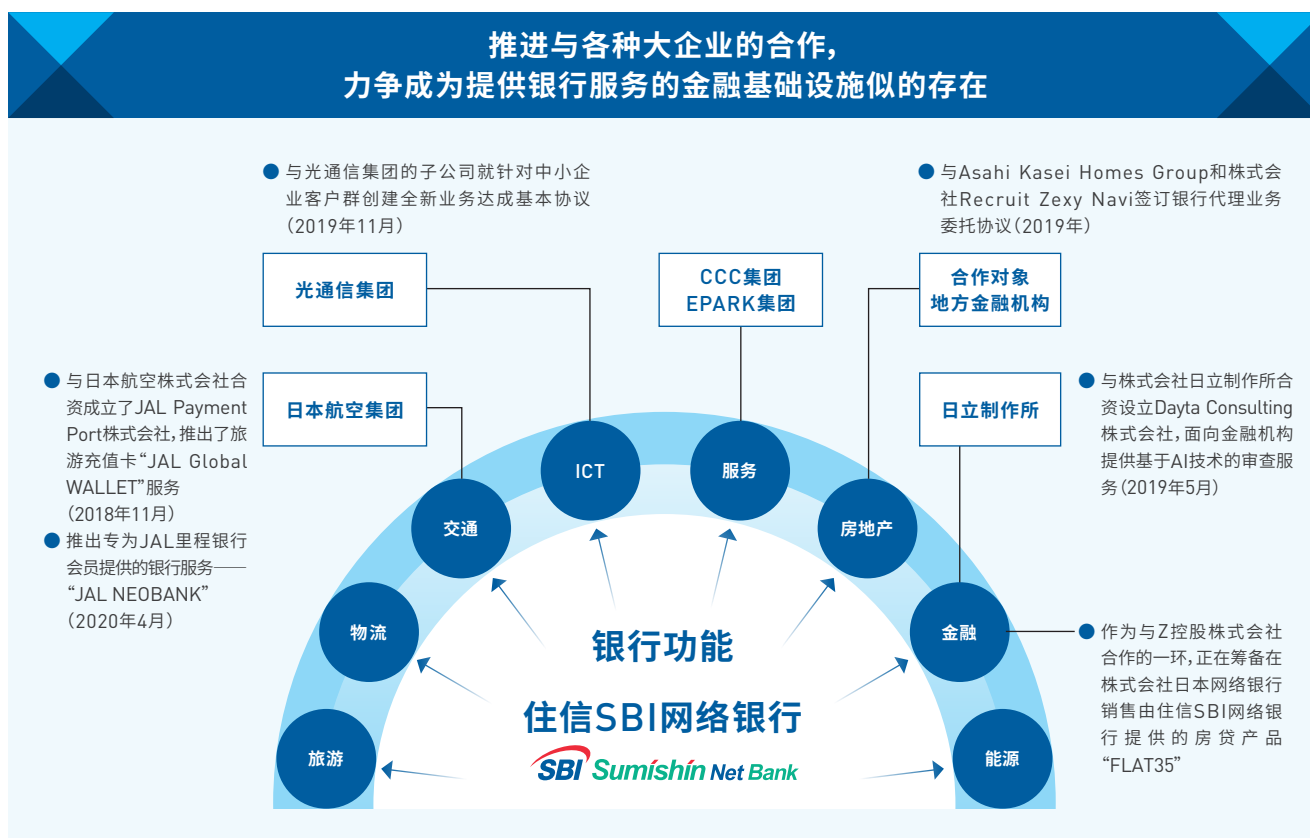 推进与各种大企业的合作，
力争成为提供银行服务的金融基础设施似的存在
● 与光通信集团的子公司就针对中小企
业客户群创建全新业务达成基本协议
（2019年11月）
● 与Asahi Kasei Homes Group和株式会
社Recruit Zexy Navi签订银行代理业务
委托协议（2019年）
光通信集团
CCC集团
EPARK集团
合作对象
地方金融机构
● 与日本航空株式会社合
资成立了JAL Payment
Port株式会社，推出了旅
游充值卡“JAL Global
WALLET”服务
（2018年11月）
● 推出专为JAL里程银行
会员提供的银行服务——
“JAL NEOBANK”
（2020年4月）
日本航空集团
日立制作所
● 与株式会社日立制作所合
资设立Dayta Consulting
株式会社，面向金融机构
提供基于AI技术的审查服
务（2019年5月）
ICT
服务
交通
房地产
物流
金融
旅游
能源
● 作为与Z控股株式会社
合作的一环，正在筹备在
株式会社日本网络银行
销售由住信SBI网络银
行提供的房贷产品
“FLAT35”
银行功能
住信SBI网络银行
SBI Sumishin Net Bank